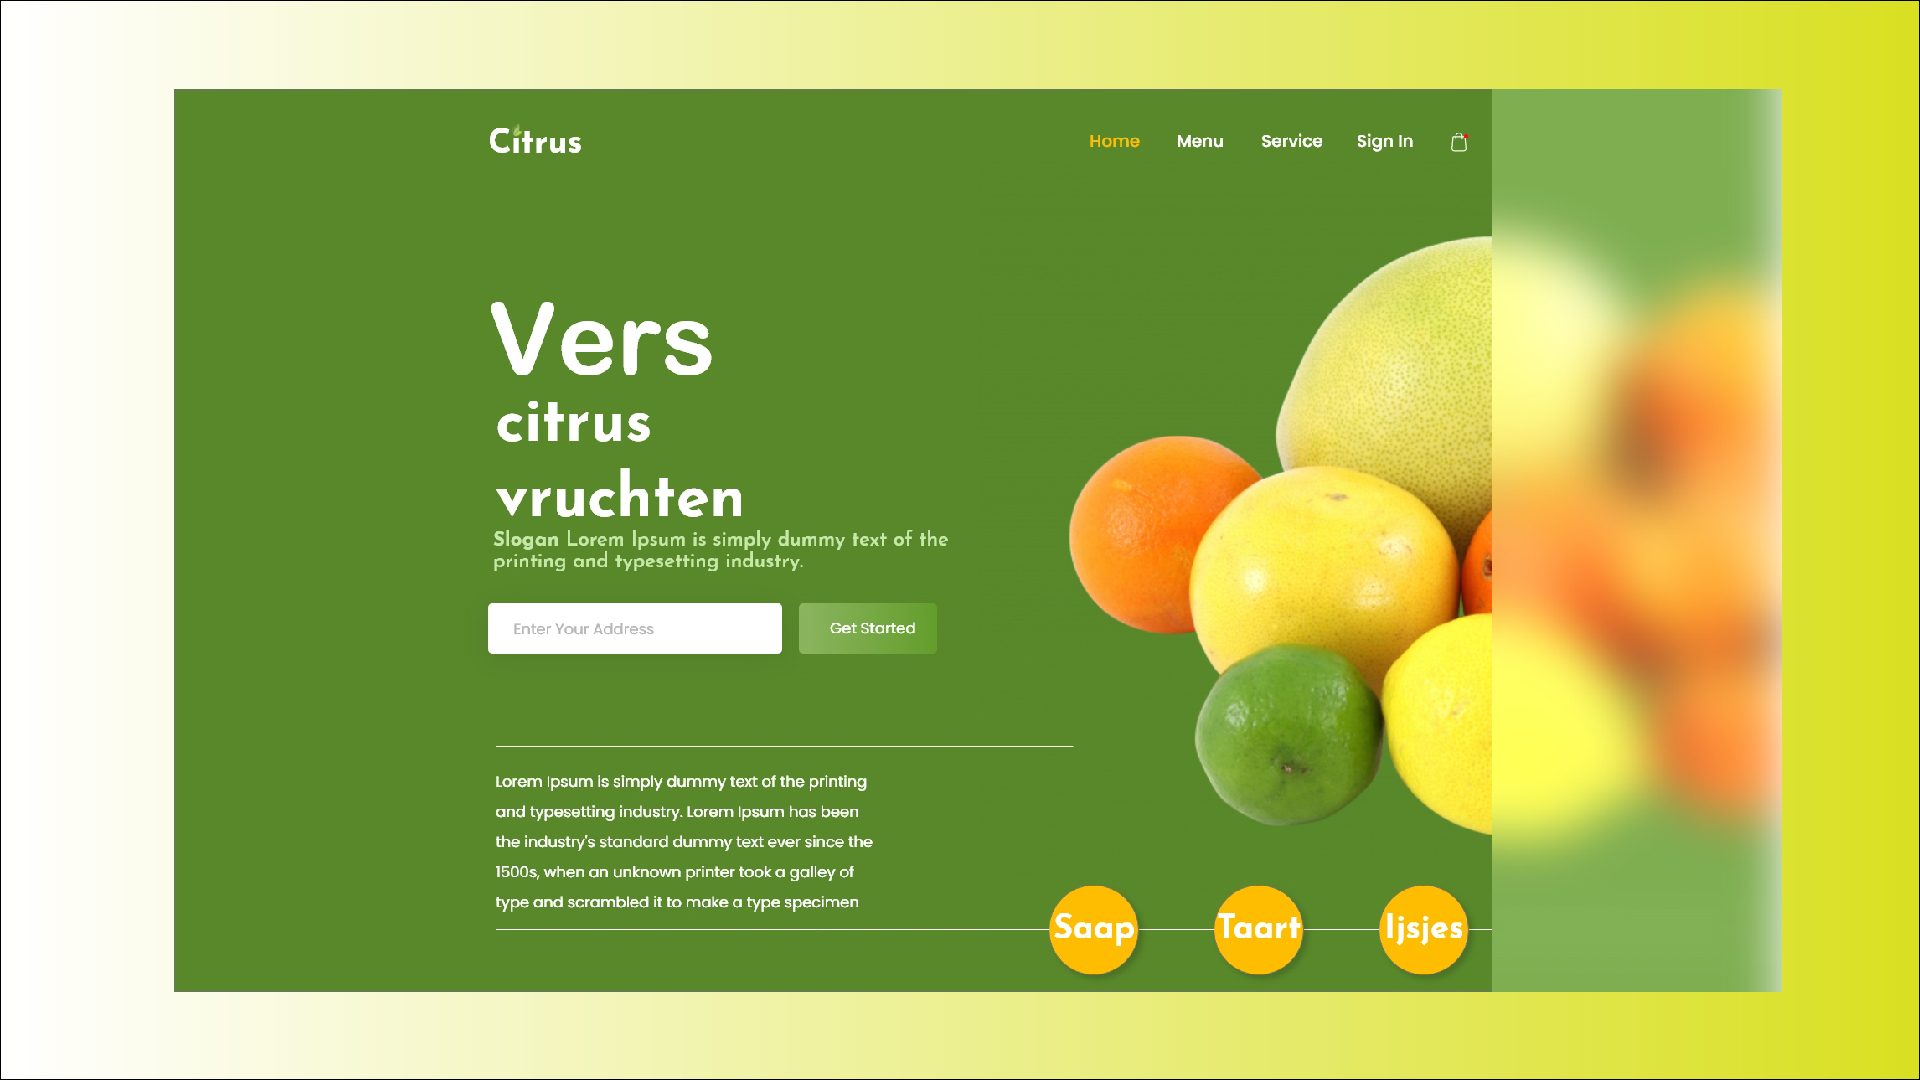 Citrus
Home Menu Service Sign In
Vers
citrus
vruchten
Slogan Lorem Ipsum is simply dummy text of the
printing and typesetting industry.
Enter Your Address
Get Started
Lorem Ipsum is simply dummy text of the printing
and typesetting industry. Lorem Ipsum has been
the industry's standard dummy text ever since the
1500s, when an unknown printer took a galley of
type and scrambled it to make a type specimen
Saap
Taart
Ijsjes